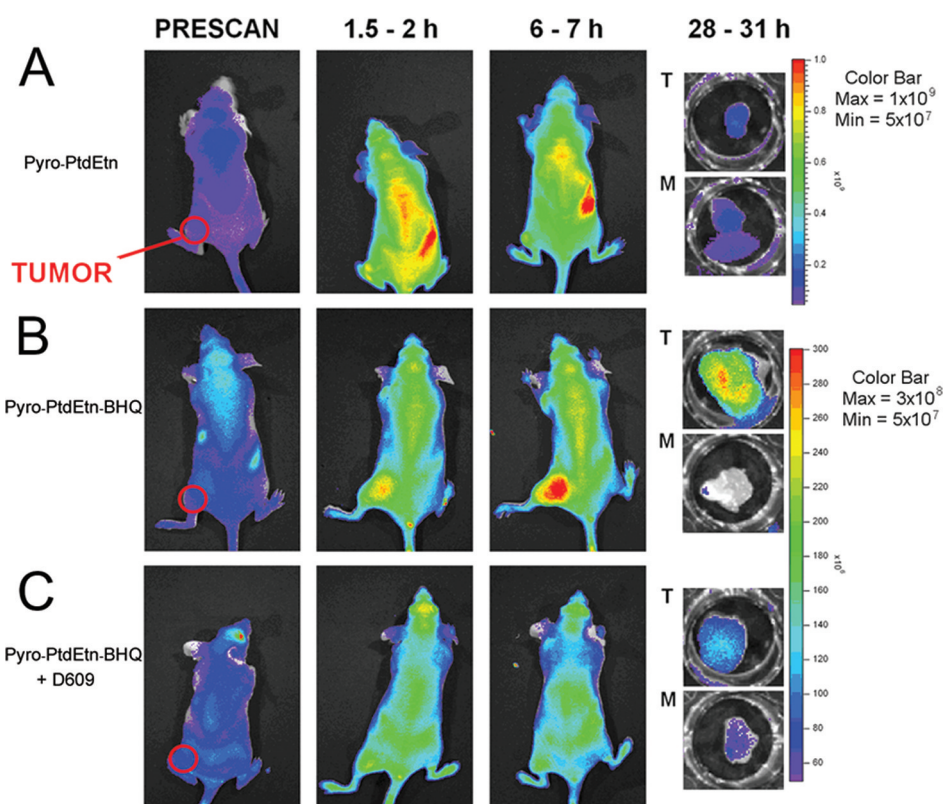 PRESCAN 1.5 - 2 h 6 - 7 h 28 - 31 h
A
Pyro-PtdEtn
TUMOR
T
M
1.0
0.8
0.6
0.4
0.2
x10⁹
Color Bar
Max = 1x10⁹
Min = 5x10⁷
B
Pyro-PtdEtn-BHQ
T
M
300
280
260
240
220
200
180
160
140
120
100
80
60
Color Bar
Max = 3x10⁸
Min = 5x10⁷
C
Pyro-PtdEtn-BHQ
+ D609
T
M